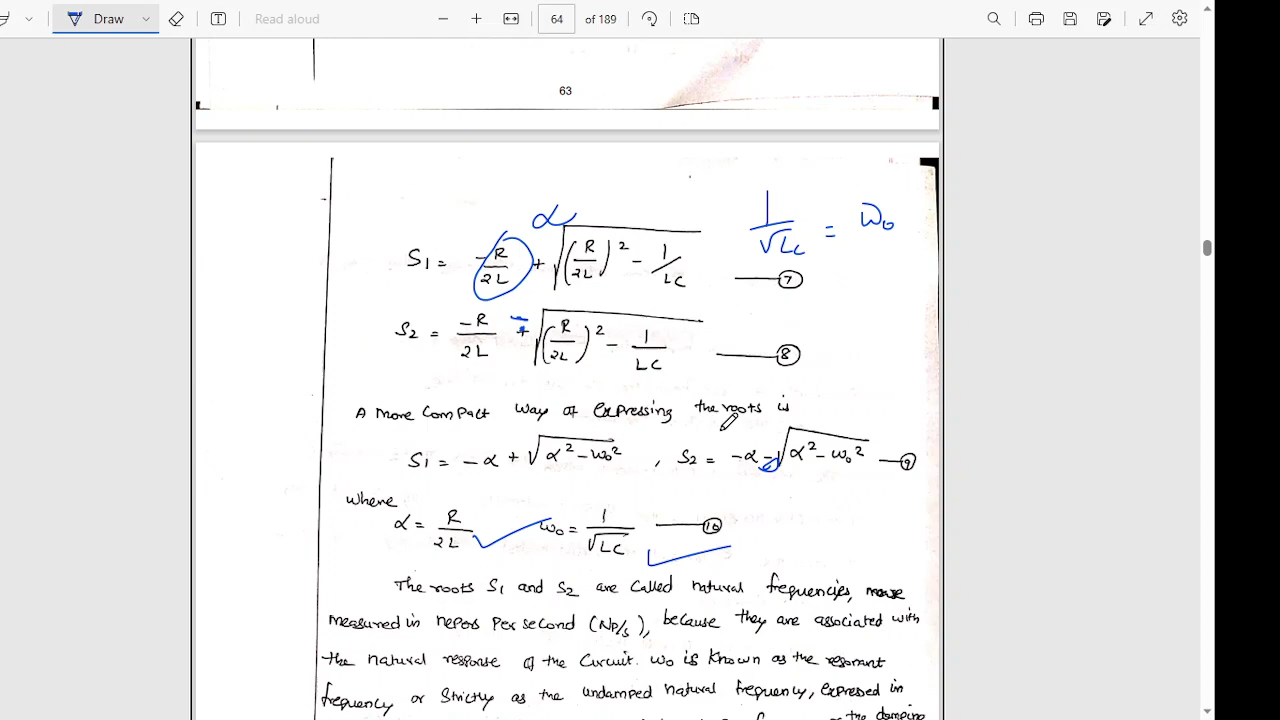 Draw
Read aloud
64 of 189
63
α
1/√LC = ω₀
S₁ = -R/2L + √((R/2L)² - 1/LC) —⑦
S₂ = -R/2L + √((R/2L)² - 1/LC) —⑧
A more compact way of expressing the roots is
S₁ = -α + √(α² - ω₀²) , S₂ = -α - √(α² - ω₀²) —⑨
where
α = R/2L ω₀ = 1/√LC —⑩
The roots S₁ and S₂ are called natural frequencies,
measured in nepers per second (Np/s), because they are associated with
the natural response of the circuit. ω₀ is known as the resonant
frequency or strictly as the undamped natural frequency, expressed in
the damping